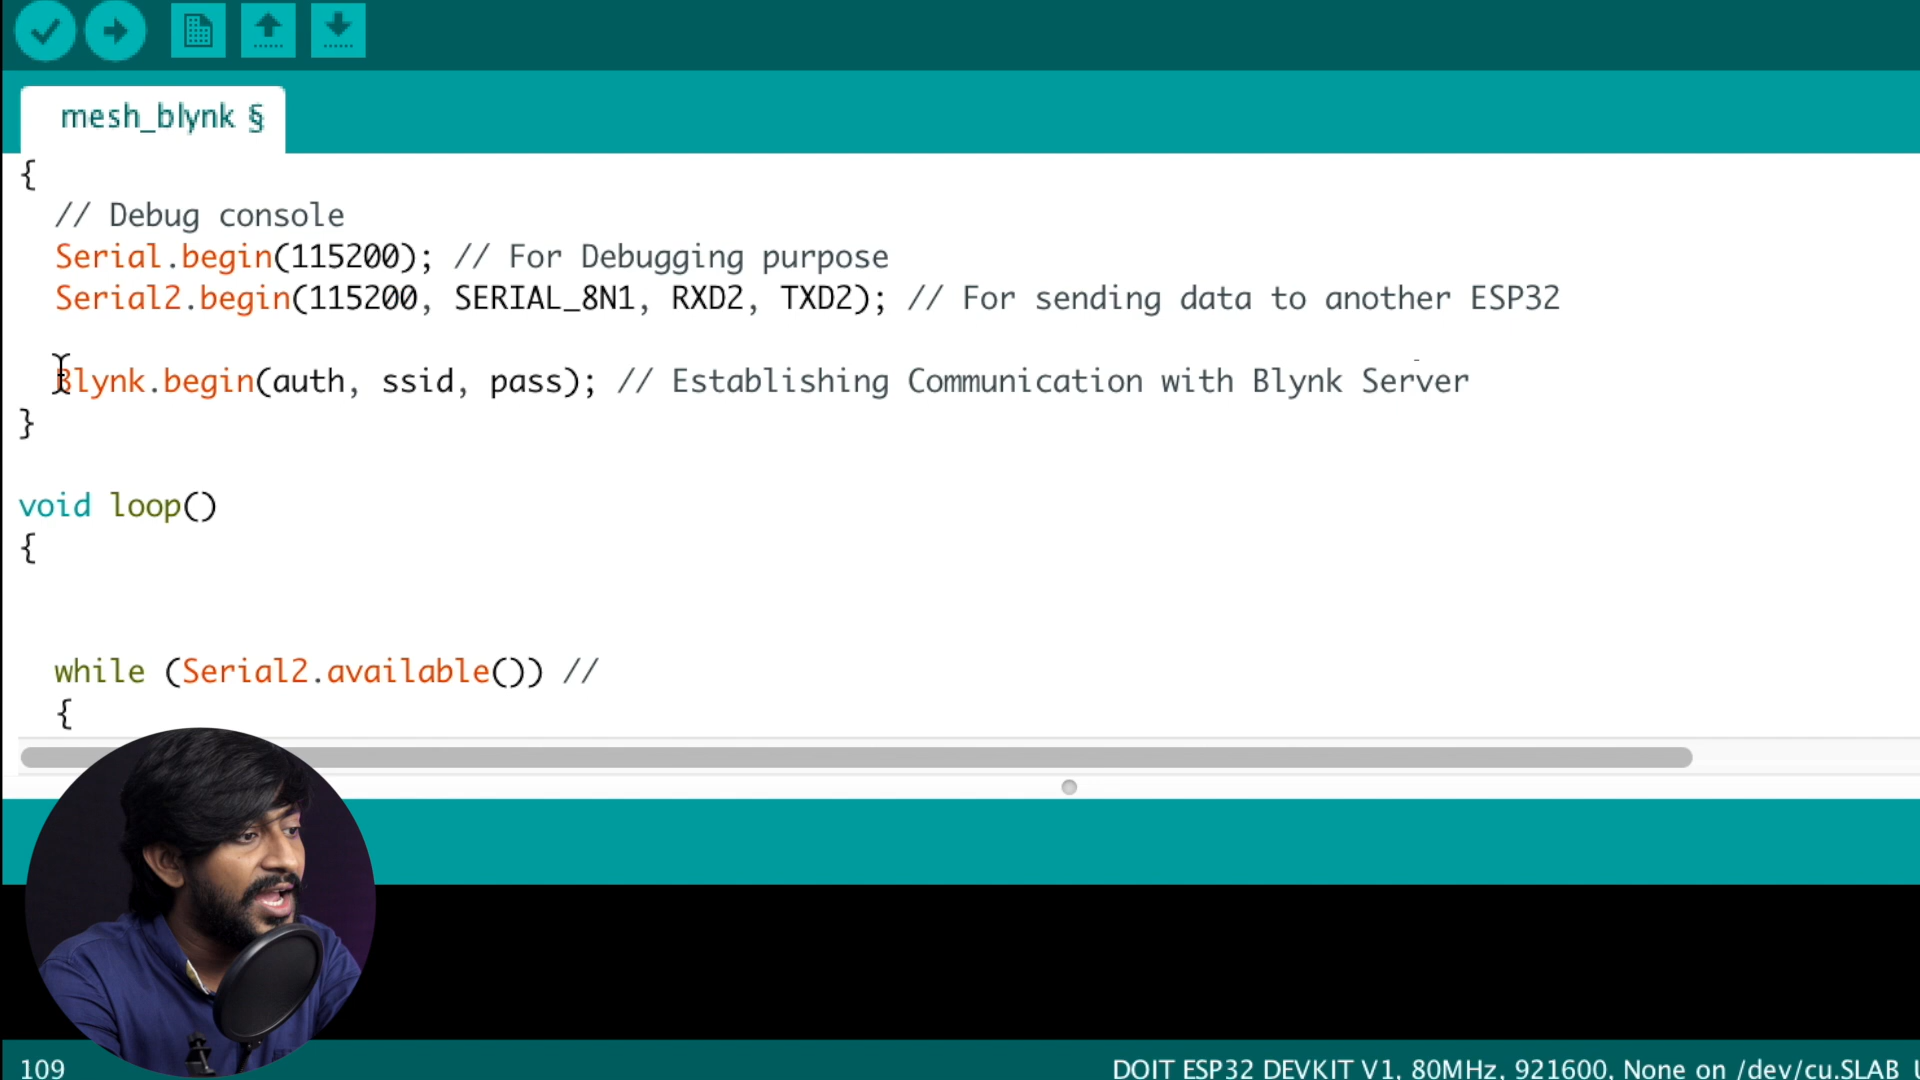 mesh_blynk §
{
// Debug console
Serial.begin(115200); // For Debugging purpose
Serial2.begin(115200, SERIAL_8N1, RXD2, TXD2); // For sending data to another ESP32
Blynk.begin(auth, ssid, pass); // Establishing Communication with Blynk Server
}
void loop()
{
while (Serial2.available()) //
{
109
DOIT ESP32 DEVKIT V1, 80MHz, 921600, None on /dev/cu.SLAB_U